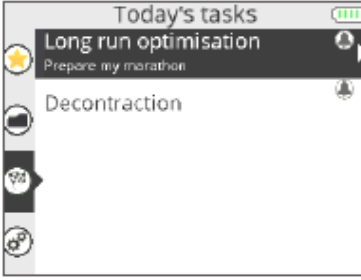 Today's tasks
Long run optimisation
Prepare my marathon
Decontraction